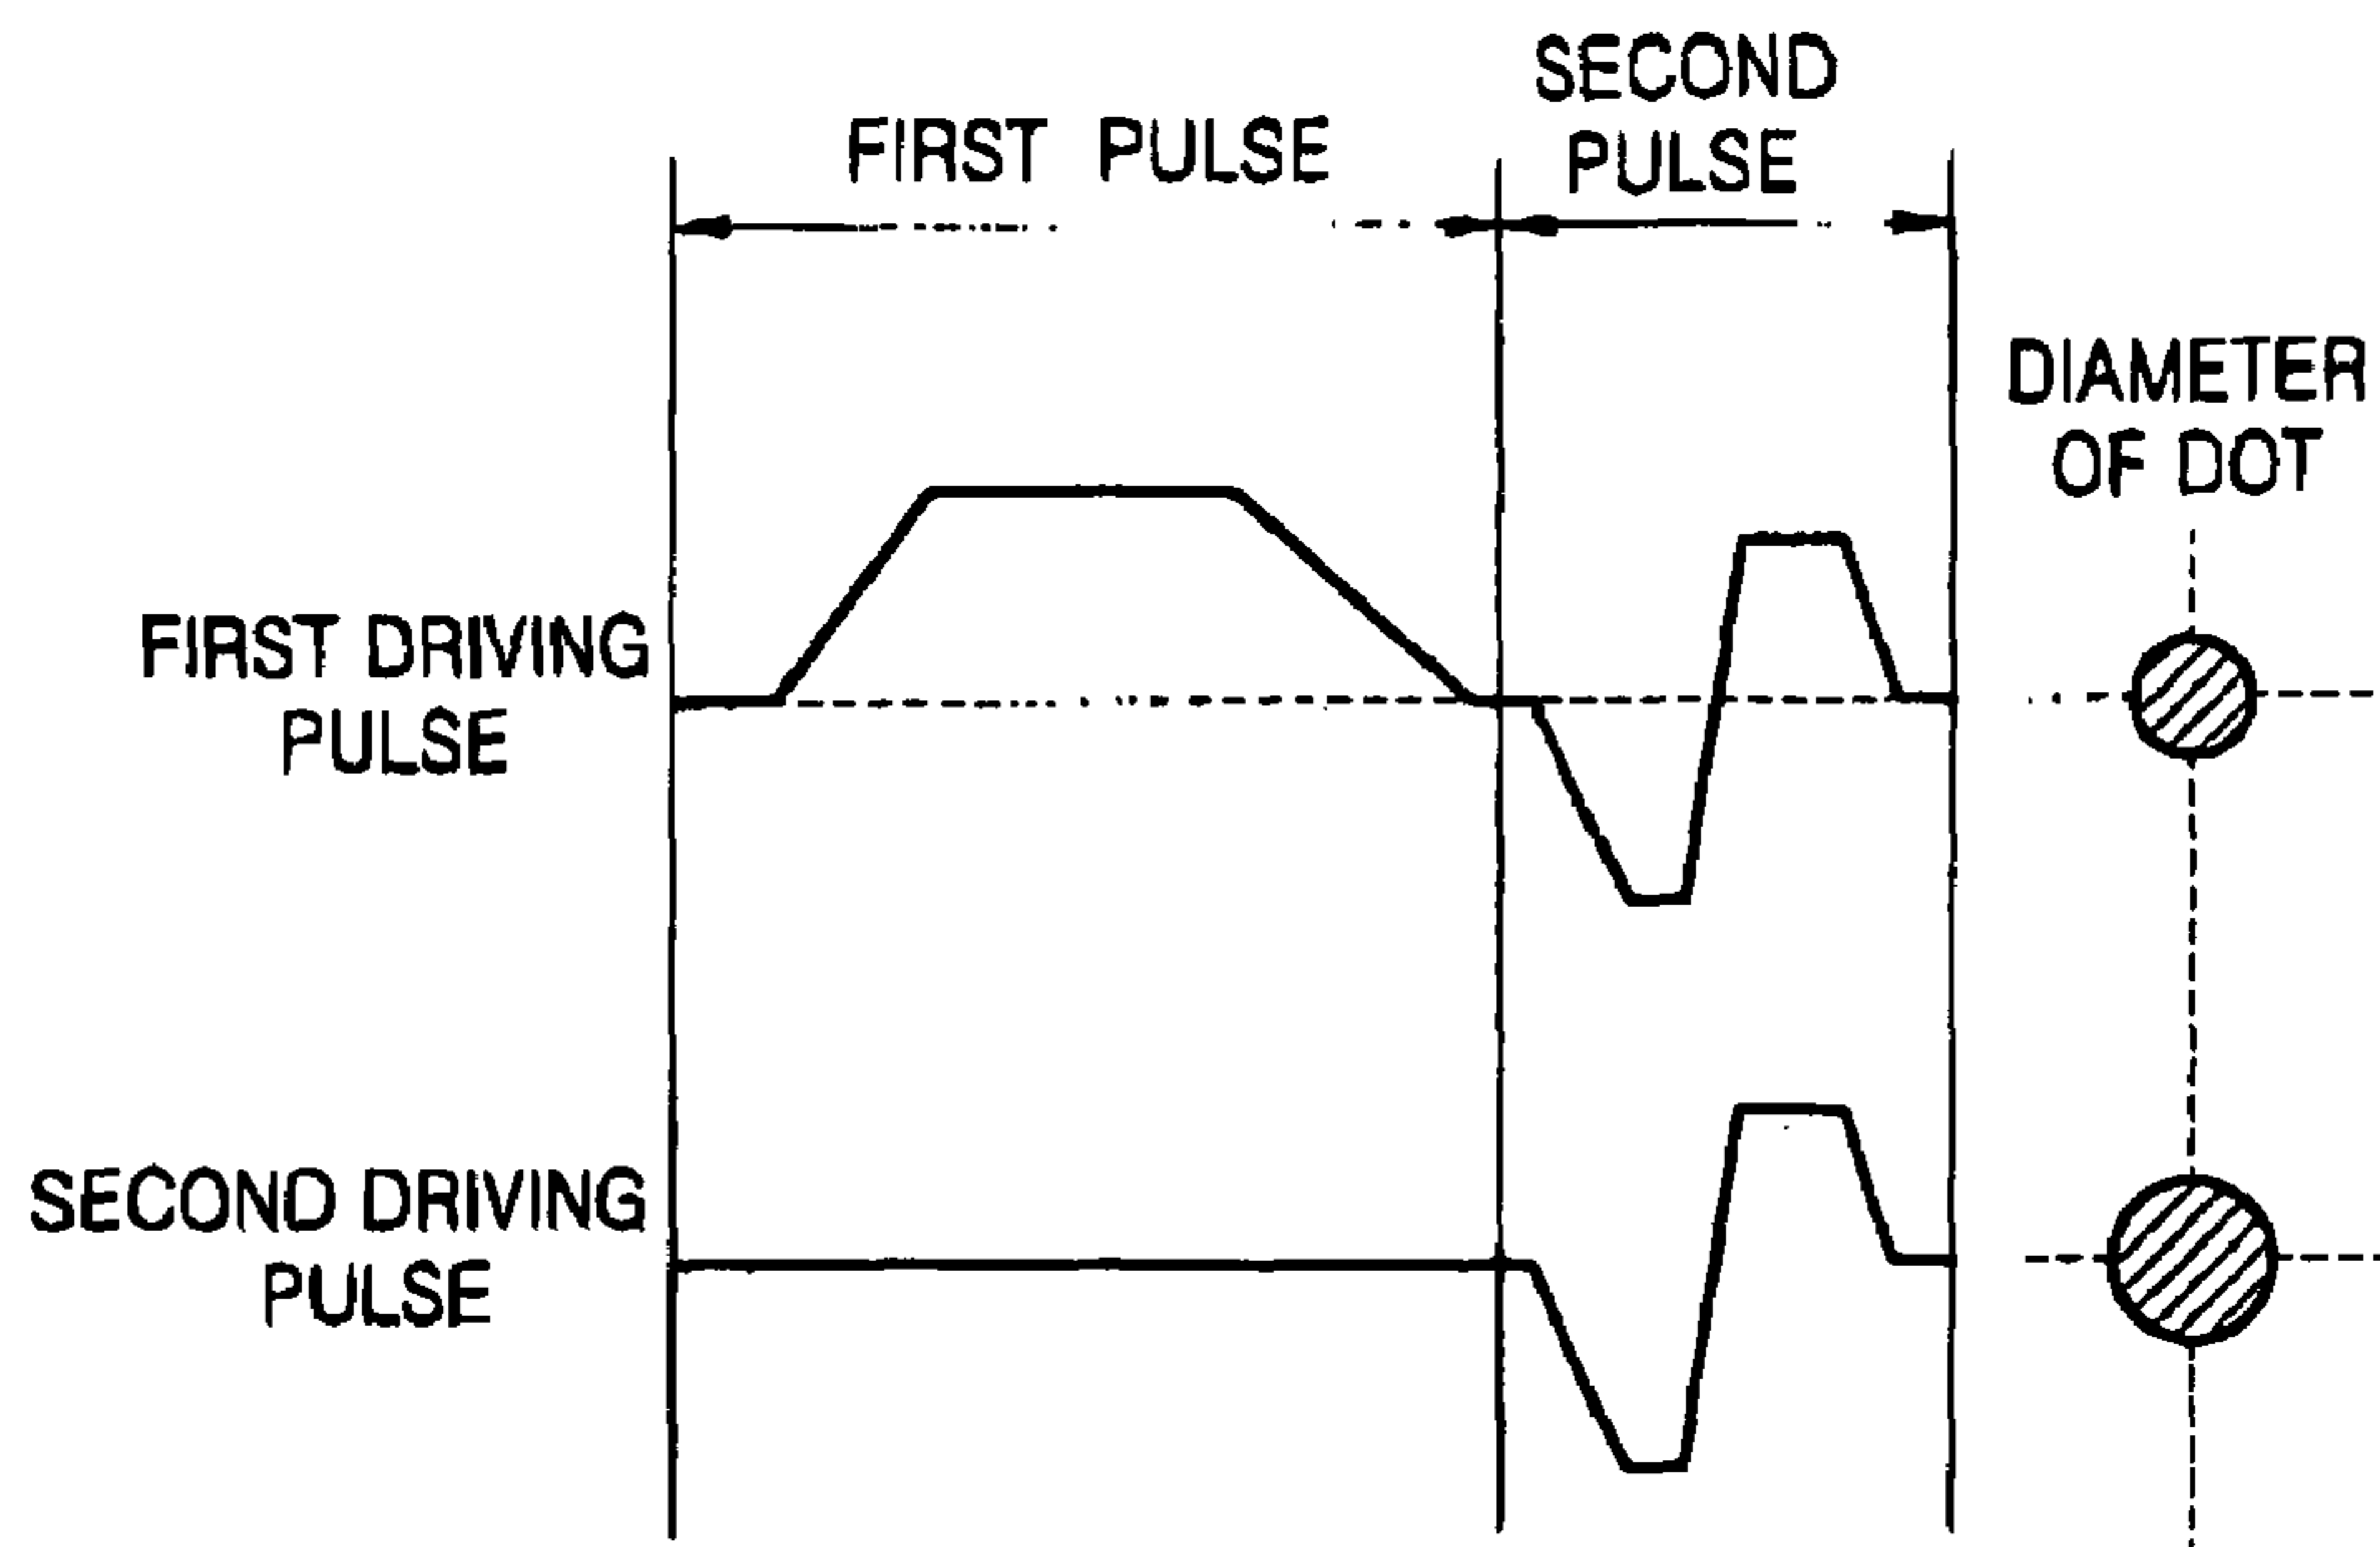 SECOND
FIRST PULSE
PULSE
DIAMETER
OF DOT
FIRST DRIVING
PULSE
SECOND DRIVING
PULSE